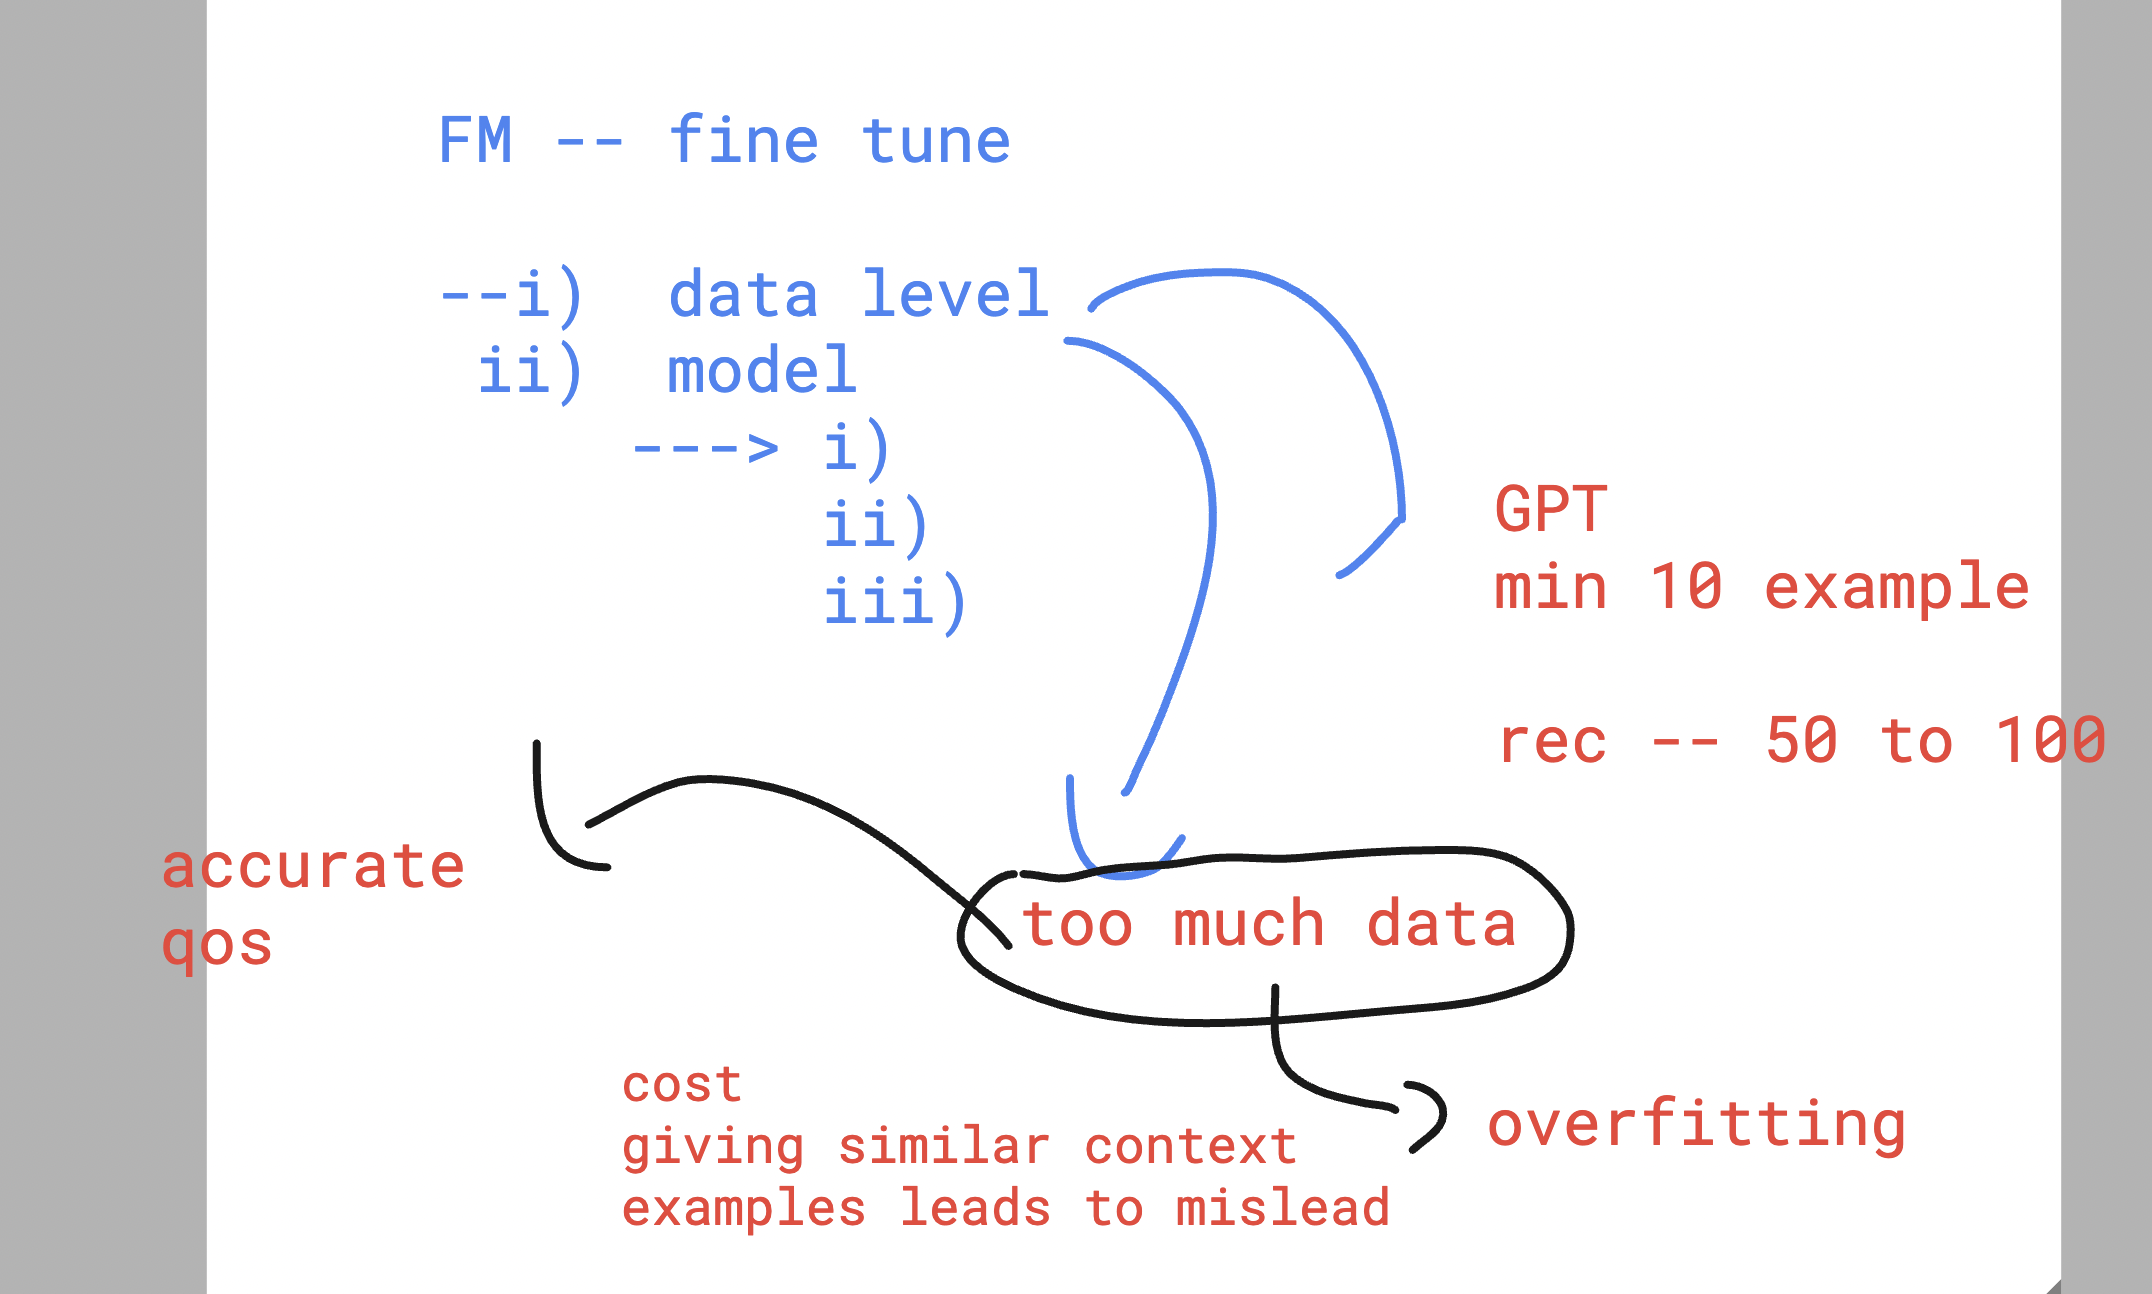 FM -- fine tune
--i) data level
ii) model
---> i)
ii)
iii)
GPT
min 10 example
rec -- 50 to 100
accurate
qos
too much data
cost
giving similar context
examples leads to mislead
overfitting